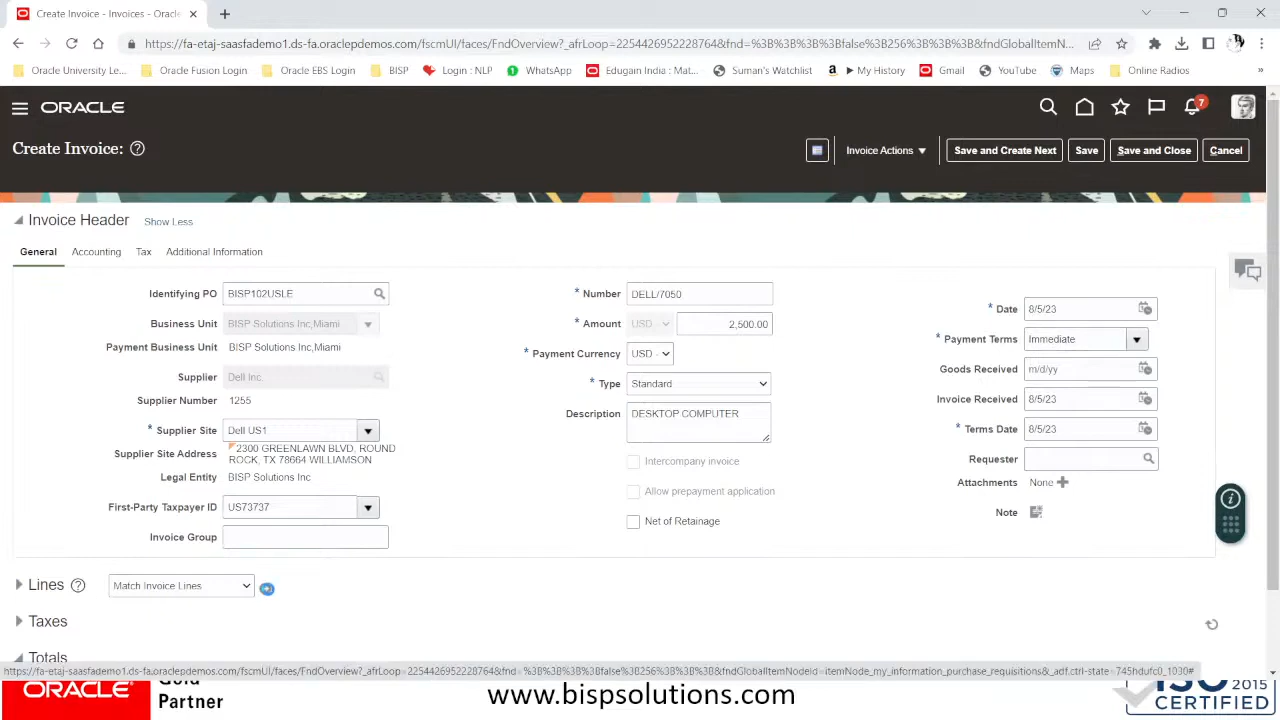 Create Invoice - Invoices - Oracle
https://fa-etaj-saasfademo1.ds-fa.oraclepdemos.com/fscmUI/faces/FndOverview?_afrLoop=2254426952228764&fnd=%3B%3B%3B%3Bfalse%3B256%3B%3B%3B&fndGlobalItemN...
Oracle University Le...
Oracle Fusion Login
Oracle EBS Login
BISP
Login : NLP
WhatsApp
Edugain India : Mat...
Suman's Watchlist
My History
Gmail
YouTube
Maps
Online Radios
»
ORACLE
7
Create Invoice:
Invoice Actions
Save and Create Next
Save
Save and Close
Cancel
Invoice Header
Show Less
General
Accounting
Tax
Additional Information
Identifying PO BISP102USLE
Business Unit BISP Solutions Inc,Miami
Payment Business Unit BISP Solutions Inc,Miami
Supplier Dell Inc.
Supplier Number 1255
* Supplier Site Dell US1
Supplier Site Address 2300 GREENLAWN BLVD, ROUND
ROCK, TX 78664 WILLIAMSON
Legal Entity BISP Solutions Inc
First-Party Taxpayer ID US73737
Invoice Group
* Number DELL/7050
* Amount USD 2,500.00
* Payment Currency USD -
* Type Standard
Description DESKTOP COMPUTER
Intercompany invoice
Allow prepayment application
Net of Retainage
* Date 8/5/23
* Payment Terms Immediate
Goods Received m/d/yy
Invoice Received 8/5/23
* Terms Date 8/5/23
Requester
Attachments None
Note
Lines Match Invoice Lines
Taxes
Totals
https://fa-etaj-saasfademo1.ds-fa.oraclepdemos.com/fscmUI/faces/FndOverview?_afrLoop=2254426952228764&fnd=%3B%3B%3B%3Bfalse%3B256%3B%3B%3B&fndGlobalItemNodeId=itemNode_my_information_purchase_requisitions&_adf.ctrl-state=745hdufc0_1030#
ORACLE
Gold
Partner
www.bispsolutions.com
ISO 2015
CERTIFIED